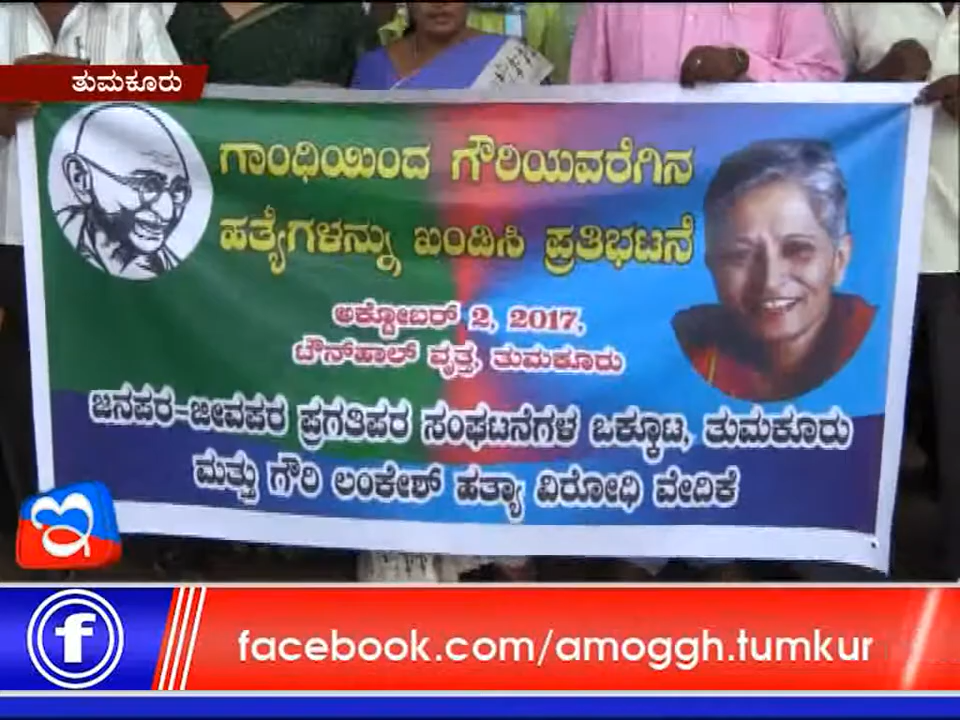 ತುಮಕೂರು
ಗಾಂಧಿಯಿಂದ ಗೌರಿಯವರೆಗಿನ
ಹತ್ಯೆಗಳನ್ನು ಖಂಡಿಸಿ ಪ್ರತಿಭಟನೆ
ಅಕ್ಟೋಬರ್ 2, 2017,
ಟೌನ್‌ಹಾಲ್ ವೃತ್ತ, ತುಮಕೂರು
ಜನಪರ-ಜೀವಪರ ಪ್ರಗತಿಪರ ಸಂಘಟನೆಗಳ ಒಕ್ಕೂಟ, ತುಮಕೂರು
ಮತ್ತು ಗೌರಿ ಲಂಕೇಶ್ ಹತ್ಯಾ ವಿರೋಧಿ ವೇದಿಕೆ
ಇ
f facebook.com/amoggh.tumkur